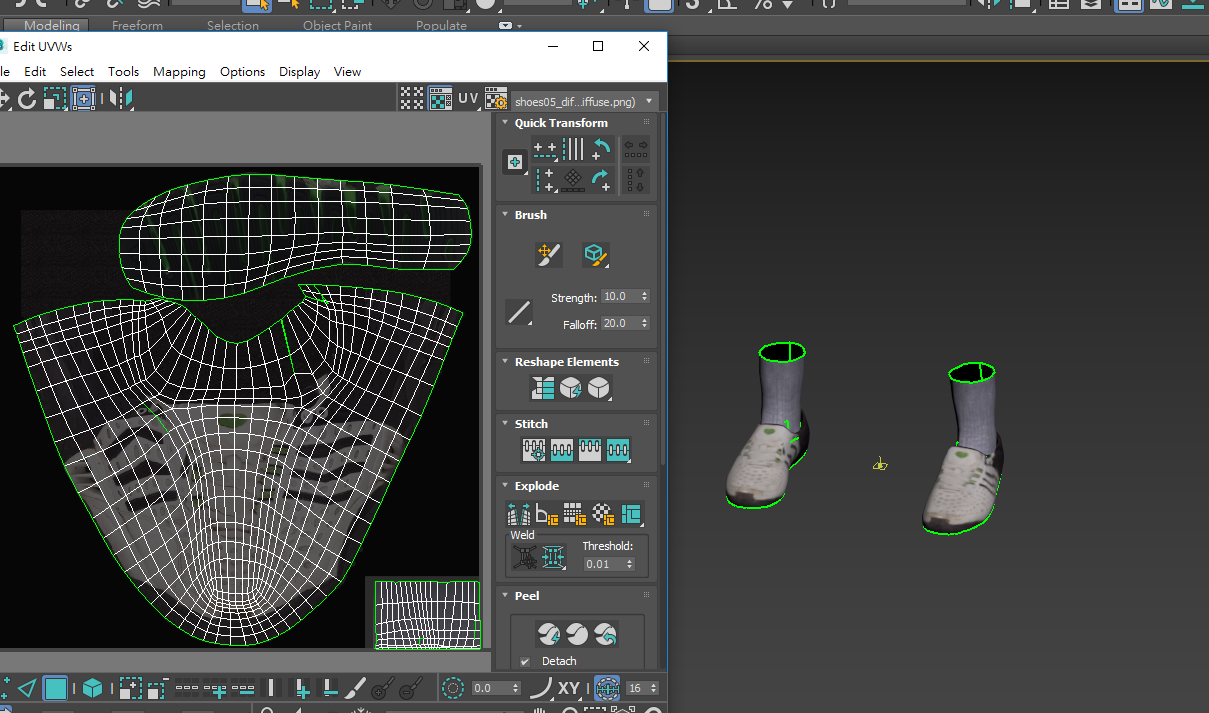 Modeling Freeform Selection Object Paint Populate
Edit UVWs
le Edit Select Tools Mapping Options Display View
UV shoes05_dif...iffuse.png)
Quick Transform
Brush
Strength: 10.0
Falloff: 20.0
Reshape Elements
Stitch
Explode
Weld
Threshold:
0.01
Peel
Detach
0.0 XY 16